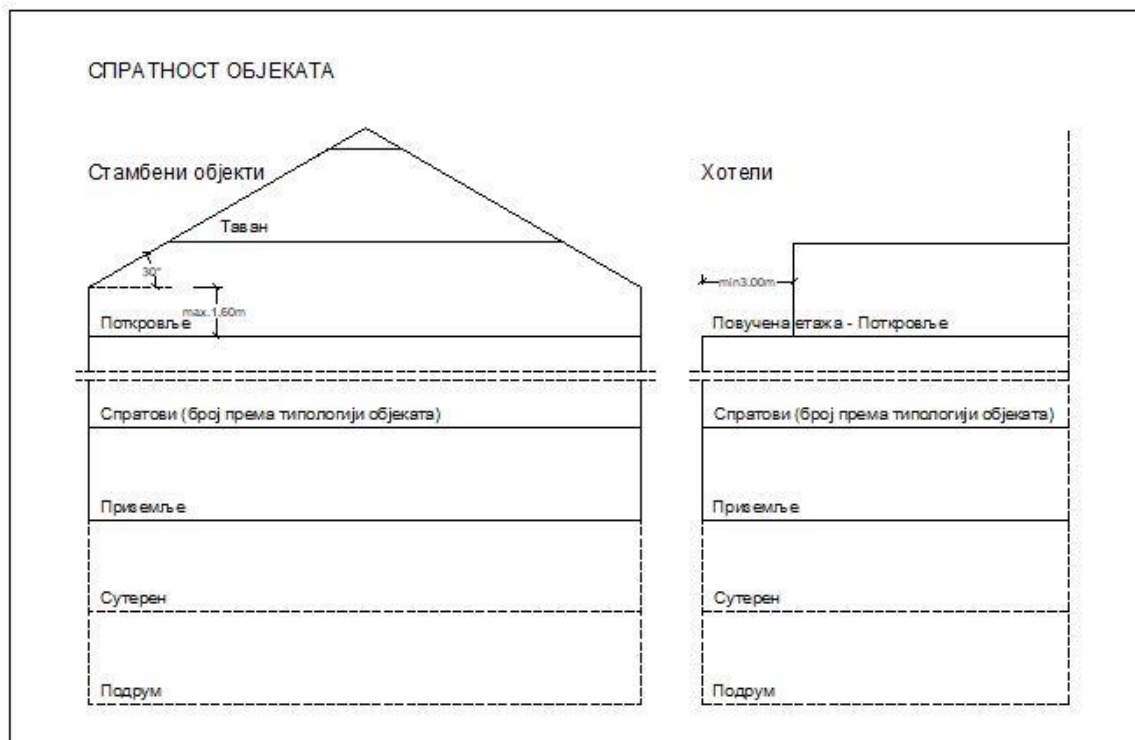 СПРАТНОСТ ОБЈЕКАТА
Стамбени објекти
Таван
30°
max.1,60m
Поткровље
Спратови (број према типологији објеката)
Приземље
Сутерен
Подрум
Хотели
min3.00m
Повучена етажа - Поткровље
Спратови (број према типологији објеката)
Приземље
Сутерен
Подрум